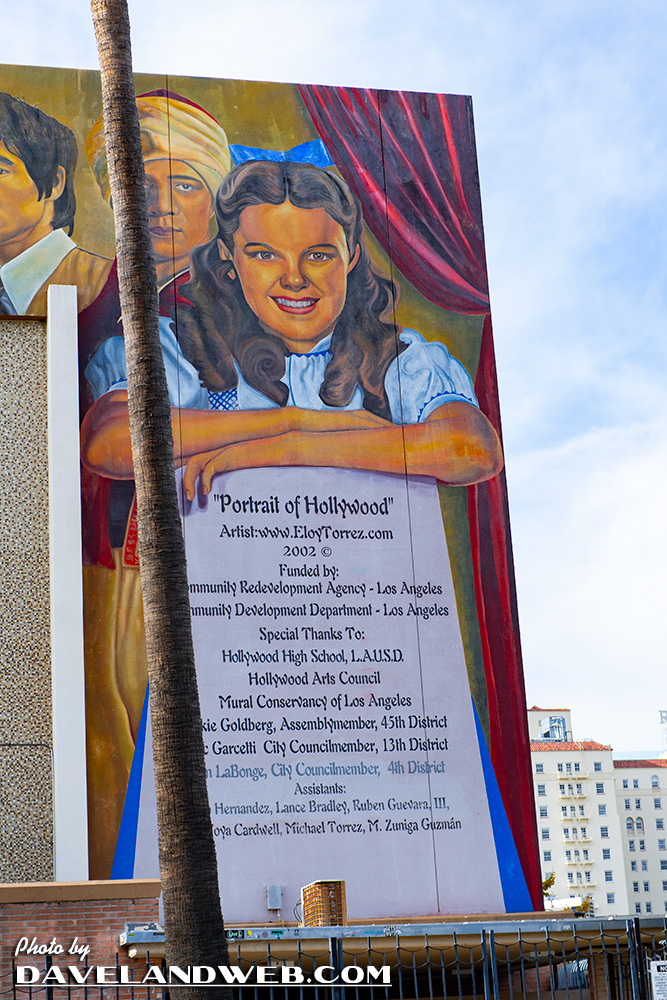 "Portrait of Hollywood"
Artist:www.EloyTorrez.com
2002 ©
Funded by:
ommunity Redevelopment Agency - Los Angeles
mmunity Development Department - Los Angeles
Special Thanks To:
Hollywood High School, L.A.U.S.D.
Hollywood Arts Council
Mural Conservancy of Los Angeles
kie Goldberg, Assemblymember, 45th District
c Garcetti City Councilmember, 13th District
m LaBonge, City Councilmember, 4th District
Assistants:
Hernandez, Lance Bradley, Ruben Guevara, III,
oya Cardwell, Michael Torrez, M. Zuniga Guzmán
R
Photo by
DAVELANDWEB.COM